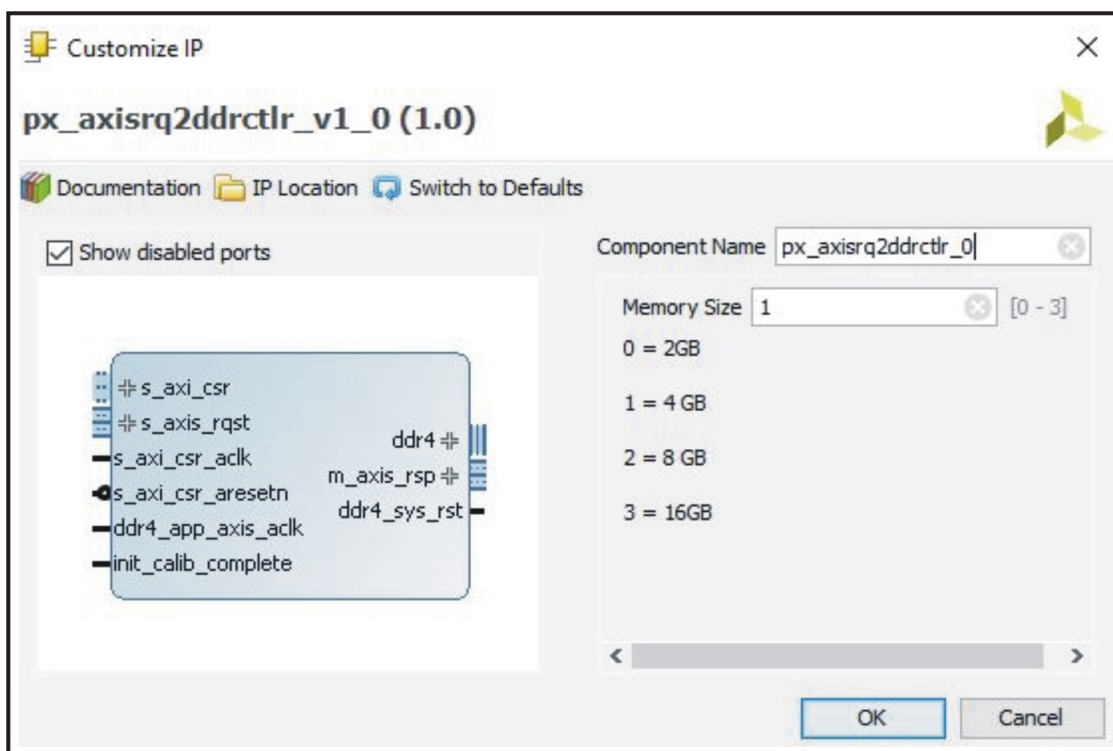 Customize IP
px_axisrq2ddrctlr_v1_0 (1.0)
Documentation IP Location Switch to Defaults
Show disabled ports
s_axi_csr
s_axis_rqst
s_axi_csr_aclk
s_axi_csr_aresetn
ddr4_app_axis_aclk
init_calib_complete
ddr4
m_axis_rsp
ddr4_sys_rst
Component Name px_axisrq2ddrctlr_0
Memory Size 1 [0 - 3]
0 = 2GB
1 = 4 GB
2 = 8 GB
3 = 16GB
OK Cancel